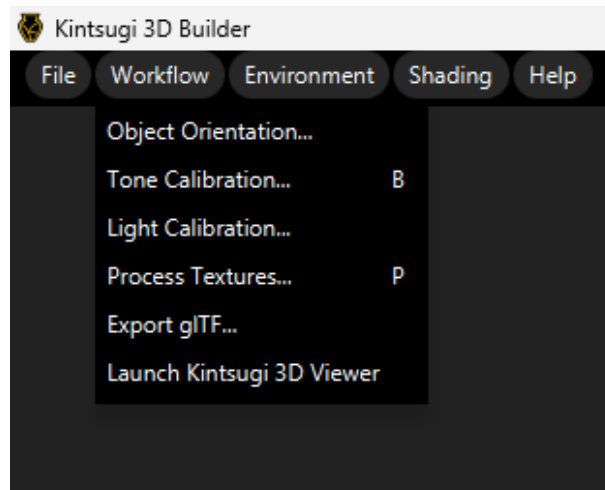 Kintsugi 3D Builder
File Workflow Environment Shading Help
Object Orientation...
Tone Calibration... B
Light Calibration...
Process Textures... P
Export glTF...
Launch Kintsugi 3D Viewer